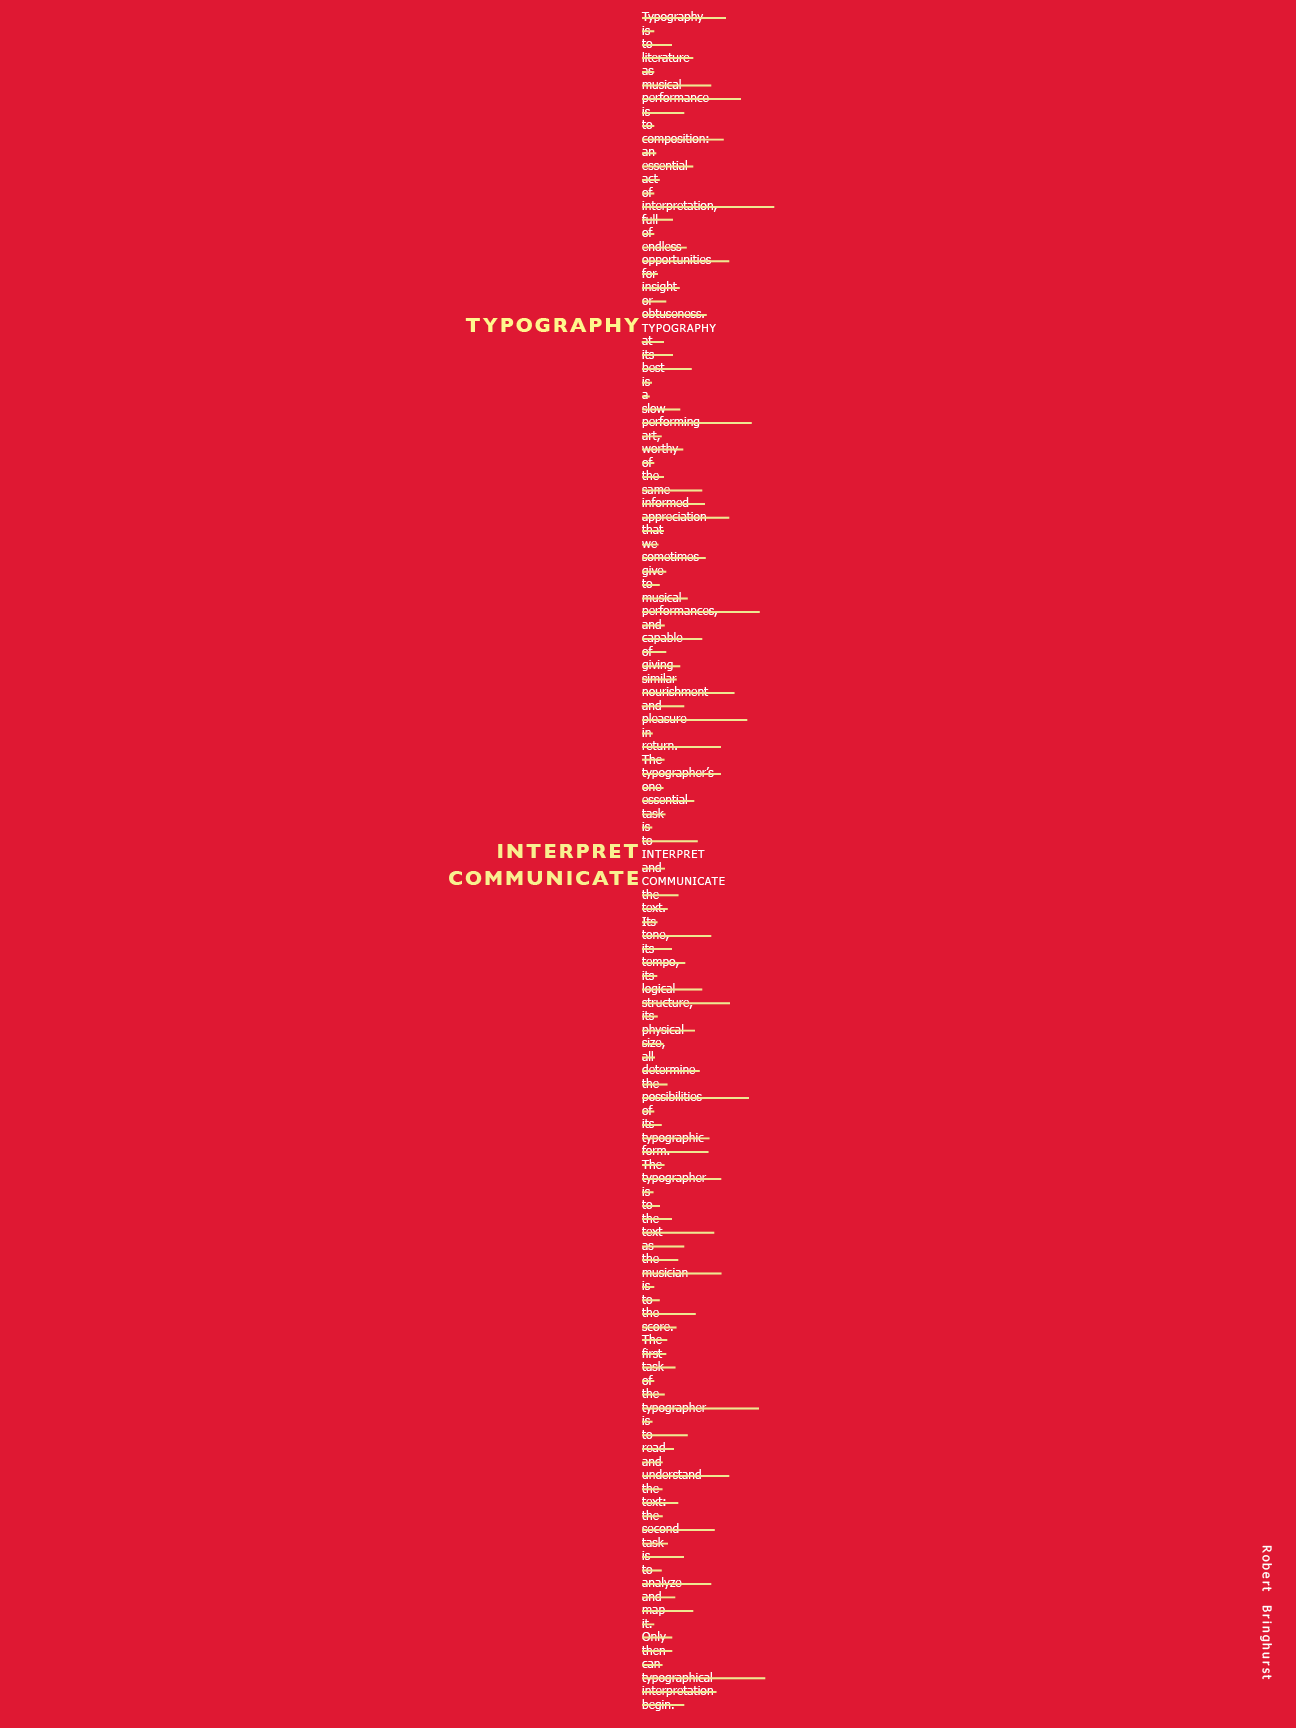 Typography
is
to
literature
as
musical
performance
is
to
composition:
an
essential
act
of
interpretation,
full
of
endless
opportunities
for
insight
or
obtuseness.
TYPOGRAPHY TYPOGRAPHY
at
its
best
is
a
slow
performing
art,
worthy
of
the
same
informed
appreciation
that
we
sometimes
give
to
musical
performances,
and
capable
of
giving
similar
nourishment
and
pleasure
in
return.
The
typographer’s
one
essential
task
is
to
INTERPRET INTERPRET
and
COMMUNICATE COMMUNICATE
the
text.
Its
tone,
its
tempo,
its
logical
structure,
its
physical
size,
all
determine
the
possibilities
of
its
typographic
form.
The
typographer
is
to
the
text
as
the
musician
is
to
the
score.
The
first
task
of
the
typographer
is
to
read
and
understand
the
text:
the
second
task
is
to
analyze
and
map
it.
Only
then
can
typographical
interpretation
begin.
Robert Bringhurst